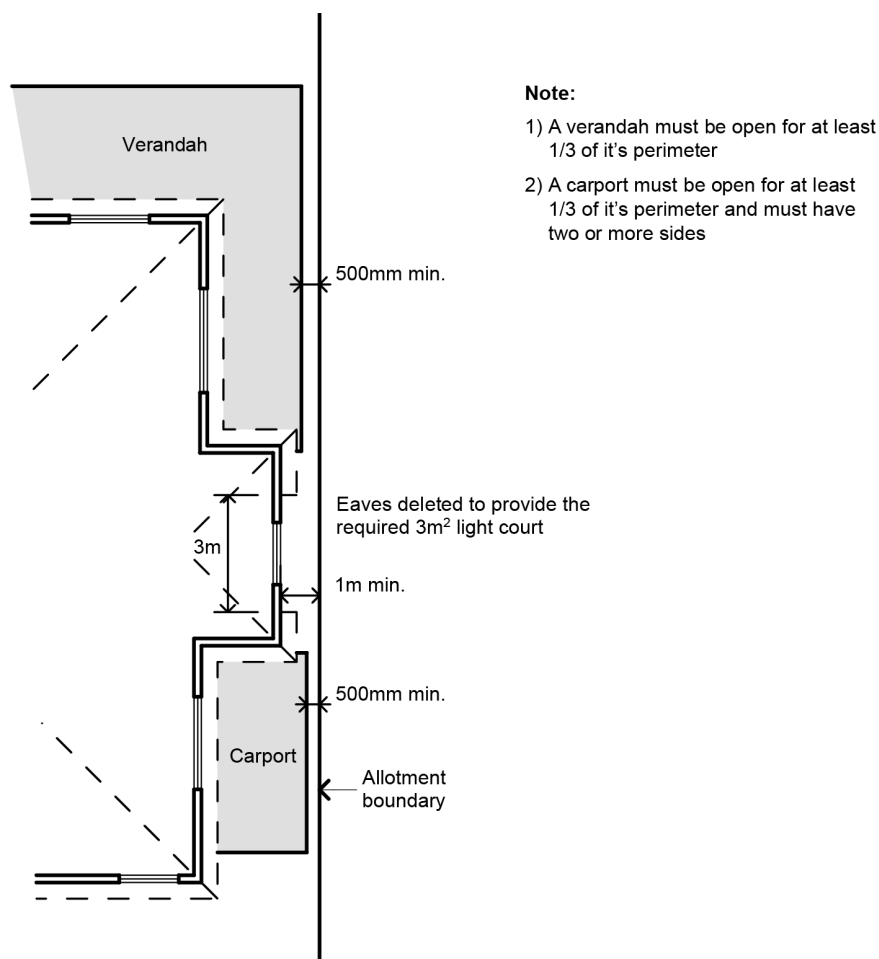 Note:
1) A verandah must be open for at least
1/3 of it's perimeter
2) A carport must be open for at least
1/3 of it's perimeter and must have
two or more sides
Verandah
500mm min.
Eaves deleted to provide the
required 3m² light court
3m
1m min.
500mm min.
Carport
Allotment
boundary